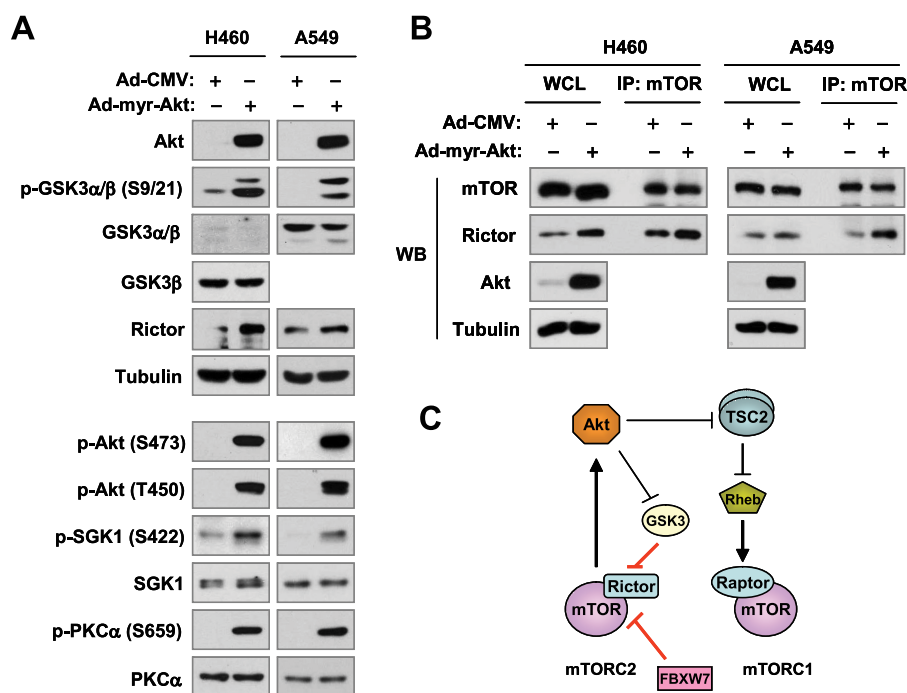 A
H460 A549
Ad-CMV: + – + –
Ad-myr-Akt: – + – +
Akt
p-GSK3α/β (S9/21)
GSK3α/β
GSK3β
Rictor
Tubulin
p-Akt (S473)
p-Akt (T450)
p-SGK1 (S422)
SGK1
p-PKCα (S659)
PKCα
B
H460 A549
WCL IP: mTOR WCL IP: mTOR
Ad-CMV: + – + – + – + –
Ad-myr-Akt: – + – + – + – +
WB
mTOR
Rictor
Akt
Tubulin
C
Akt
TSC2
GSK3
Rheb
Rictor
mTOR
Raptor
mTOR
mTORC2
FBXW7
mTORC1